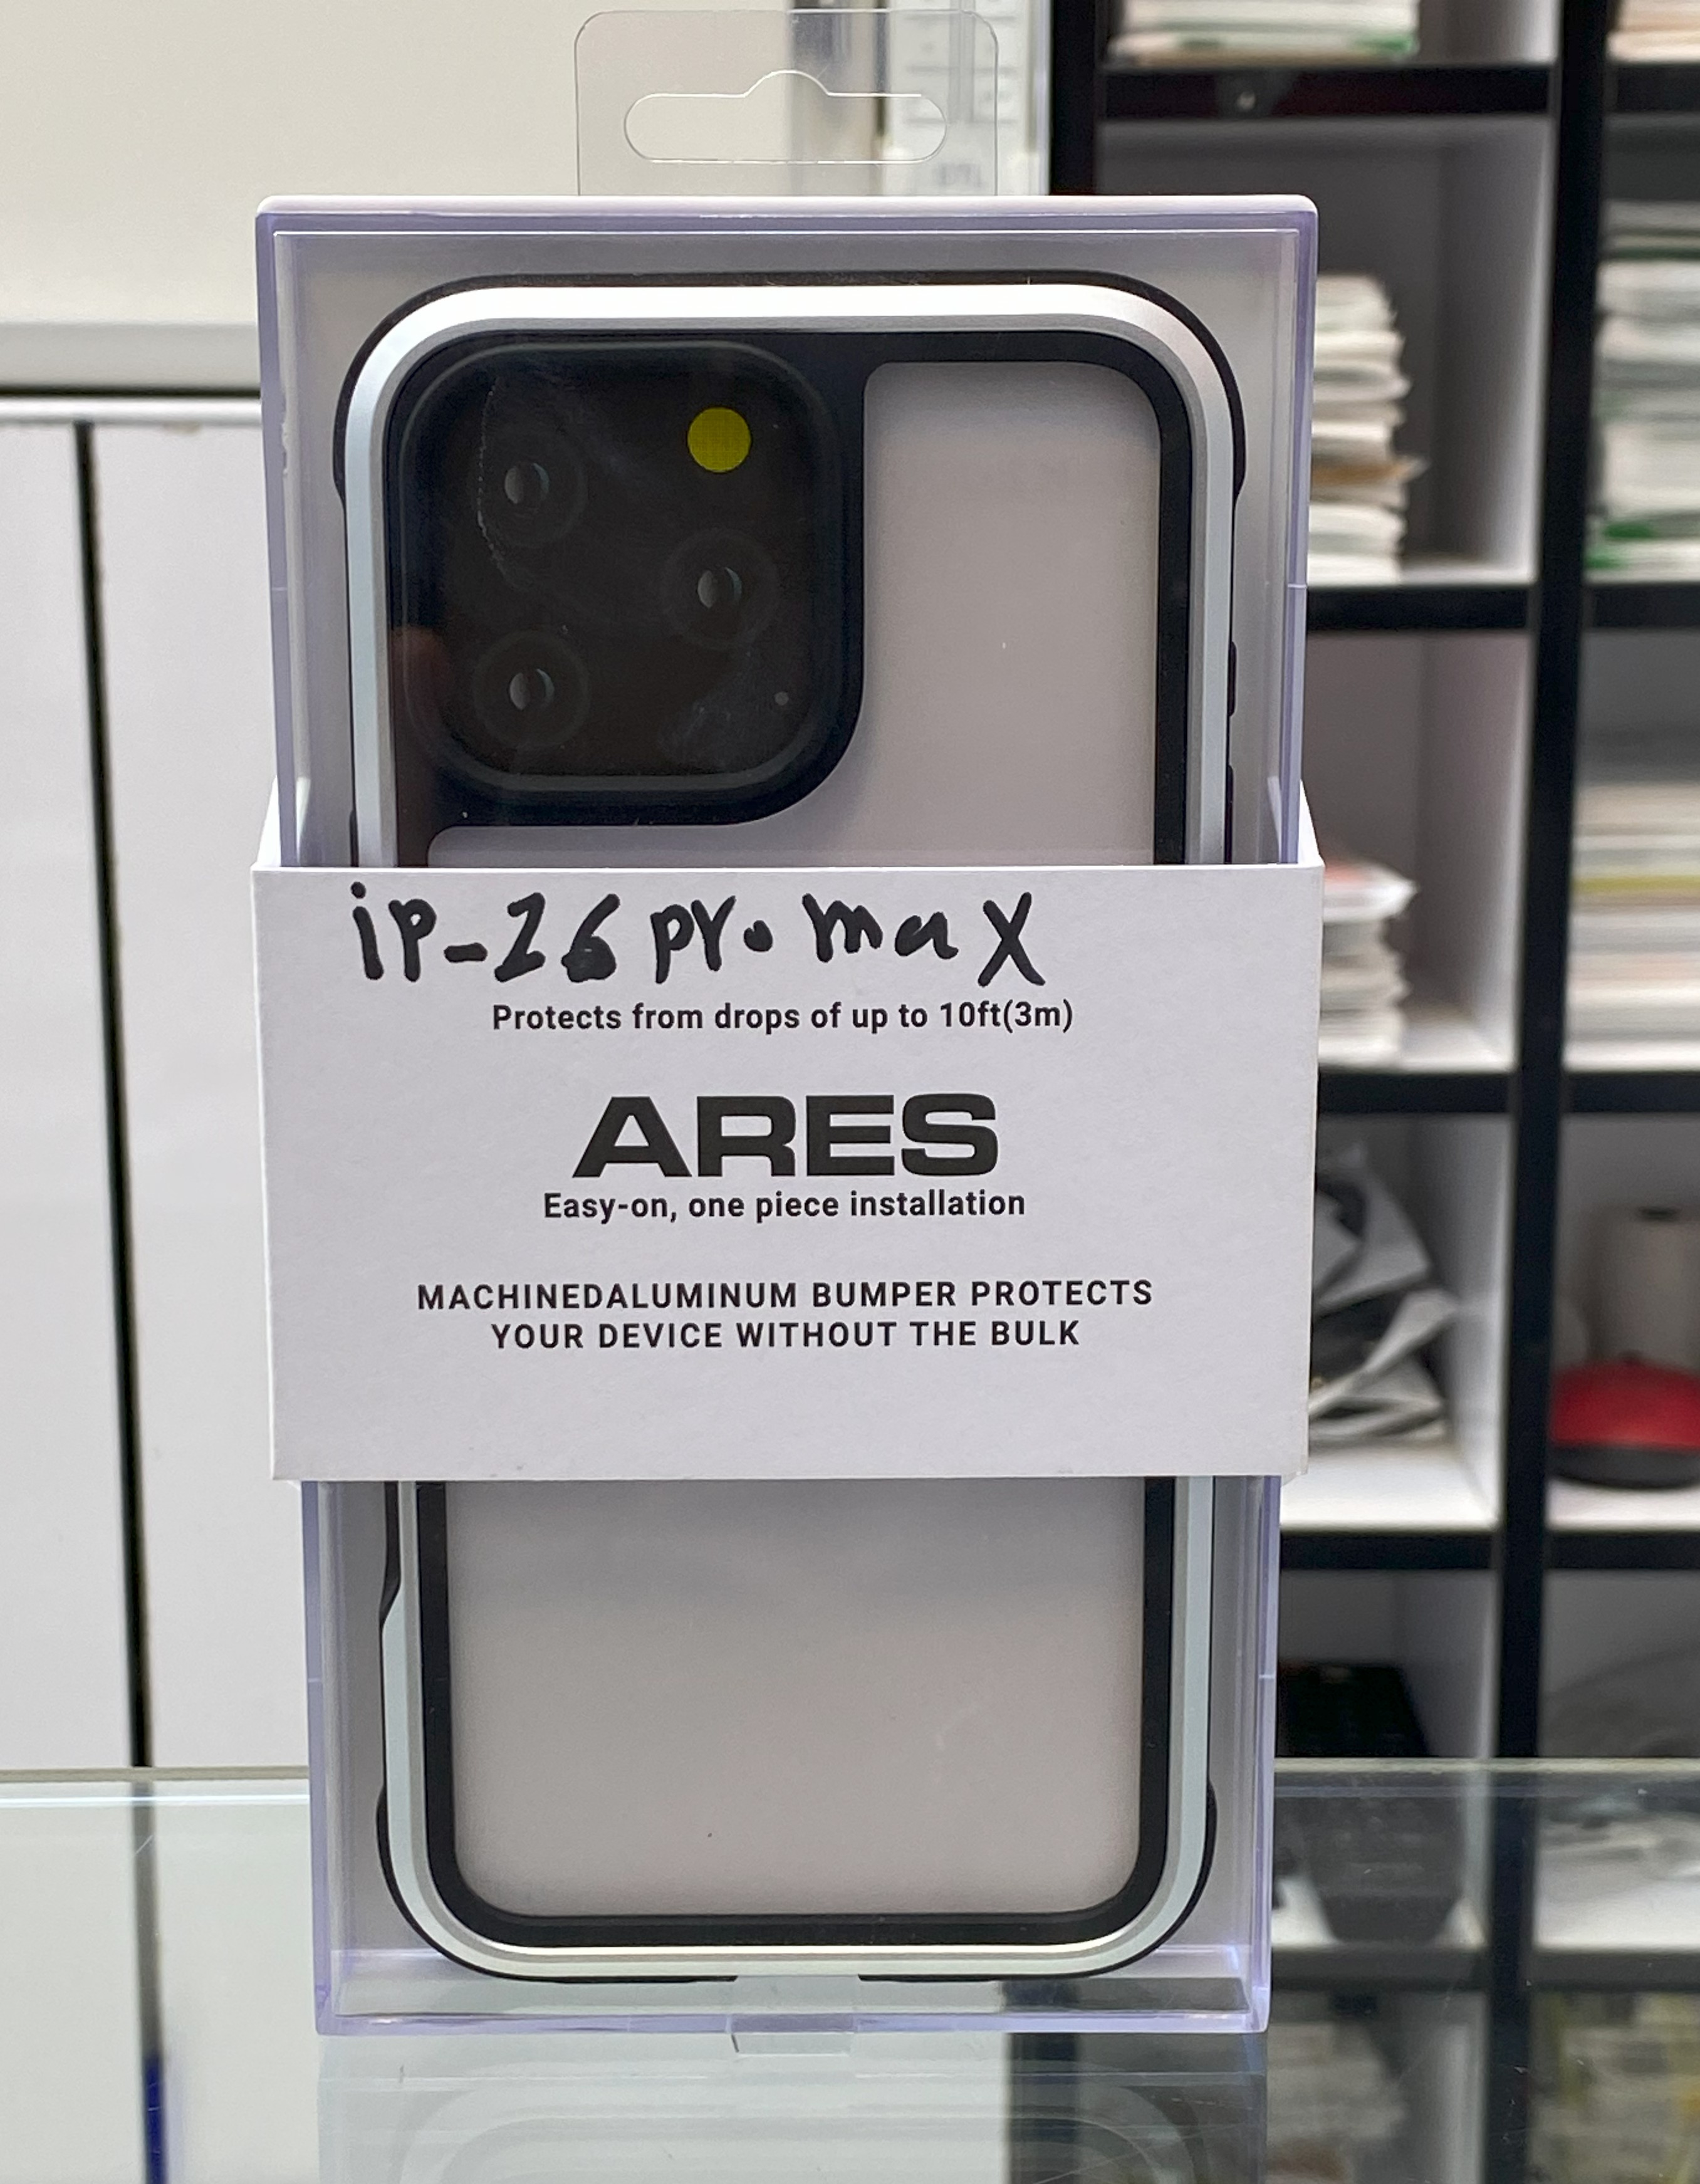 iP-16 pro max
Protects from drops of up to 10ft(3m)
ARES
Easy-on, one piece installation
MACHINEDALUMINUM BUMPER PROTECTS
YOUR DEVICE WITHOUT THE BULK